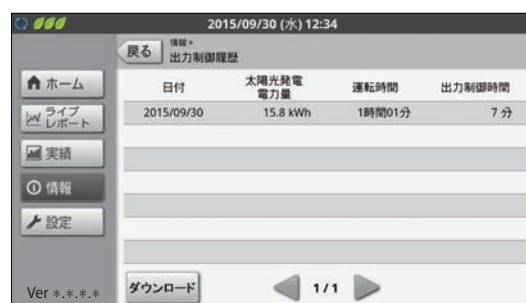 2015/09/30 (水) 12:34
戻る
情報>
出力制御履歴
ホーム
ライブ
レポート
実績
情報
設定
Ver *.*.*.*
日付
太陽光発電
電力量
運転時間
出力制御時間
2015/09/30
15.8 kWh
1時間01分
7 分
ダウンロード
1/1